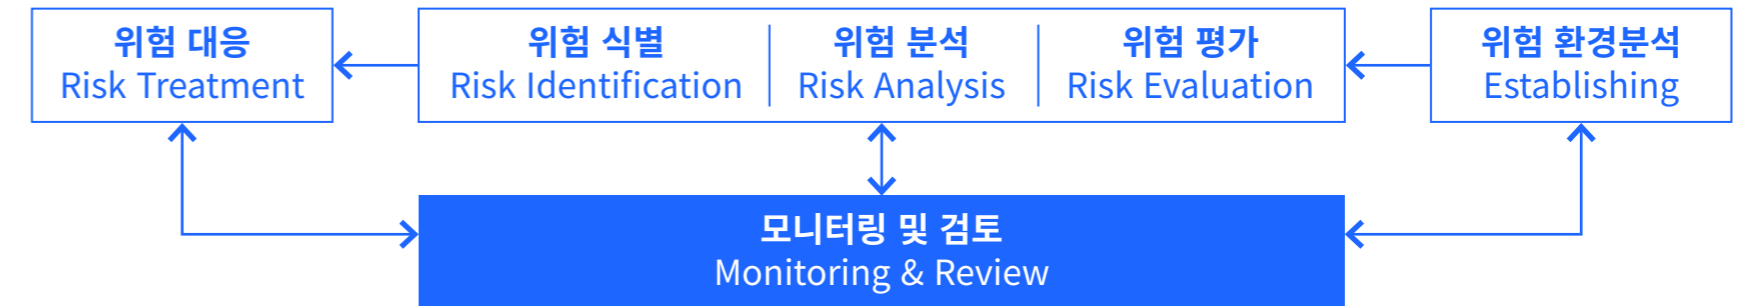 위험 대응
Risk Treatment
위험 식별
Risk Identification
위험 분석
Risk Analysis
위험 평가
Risk Evaluation
위험 환경분석
Establishing
모니터링 및 검토
Monitoring & Review